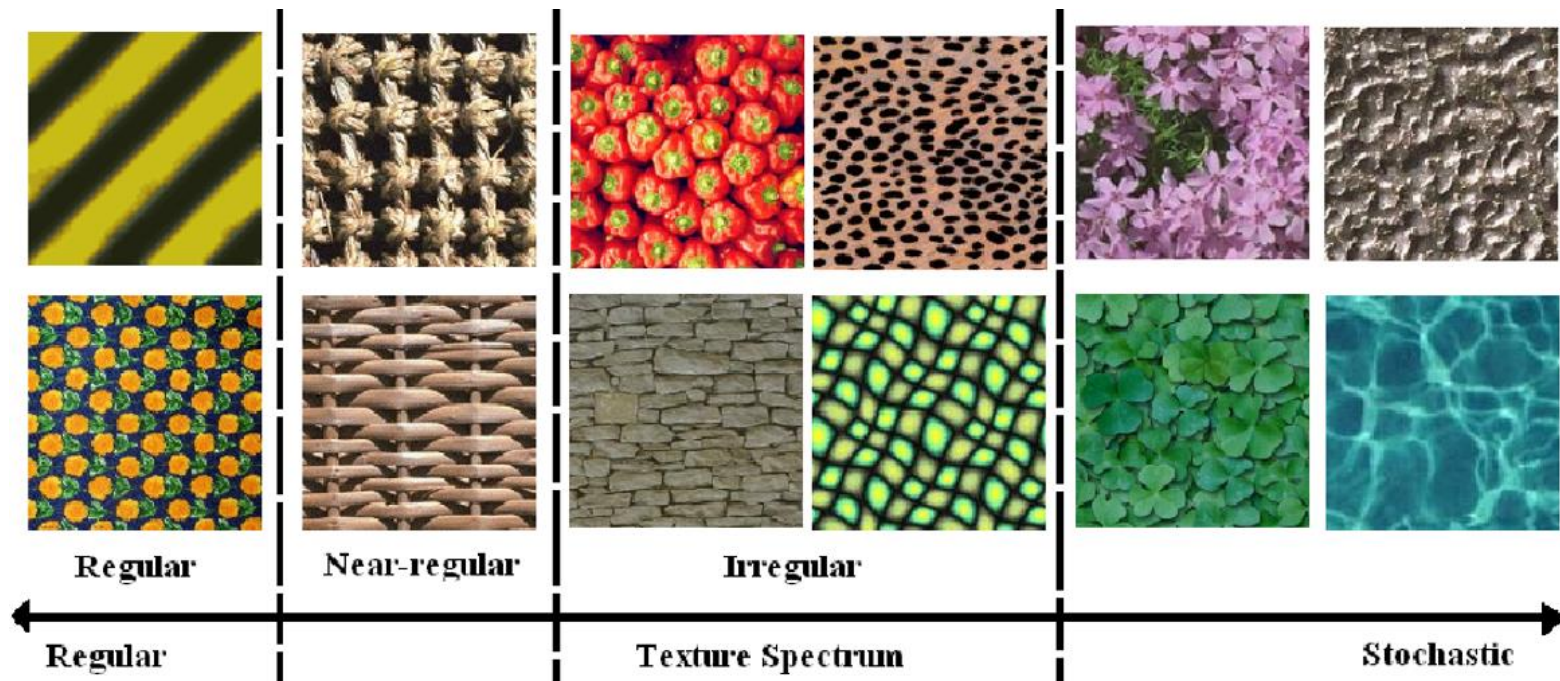 Regular
Near-regular
Irregular
Regular
Texture Spectrum
Stochastic